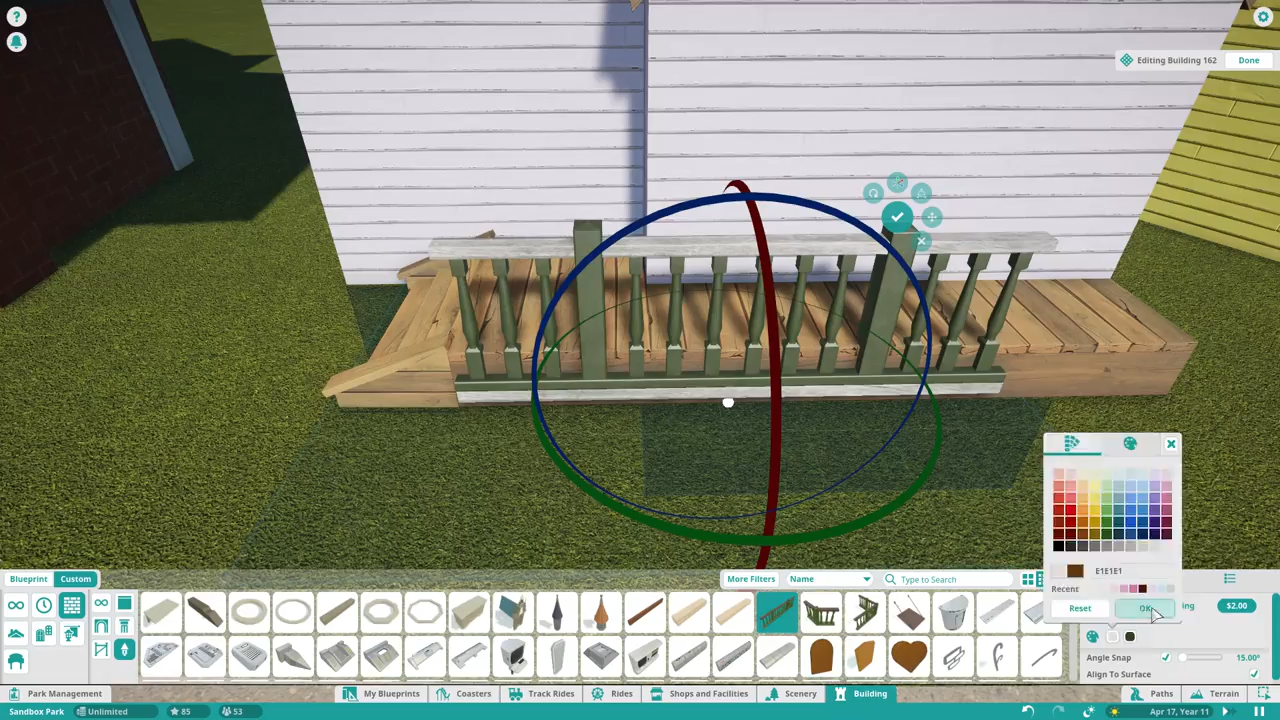 ?
Editing Building 162
Done
E1E1E1
Recent
Reset
OK
ing
$2.00
Angle Snap
15.00°
Align To Surface
Blueprint
Custom
More Filters
Name
Type to Search
Park Management
My Blueprints
Coasters
Track Rides
Rides
Shops and Facilities
Scenery
Building
Paths
Terrain
Sandbox Park
Unlimited
85
53
Apr 17, Year 11